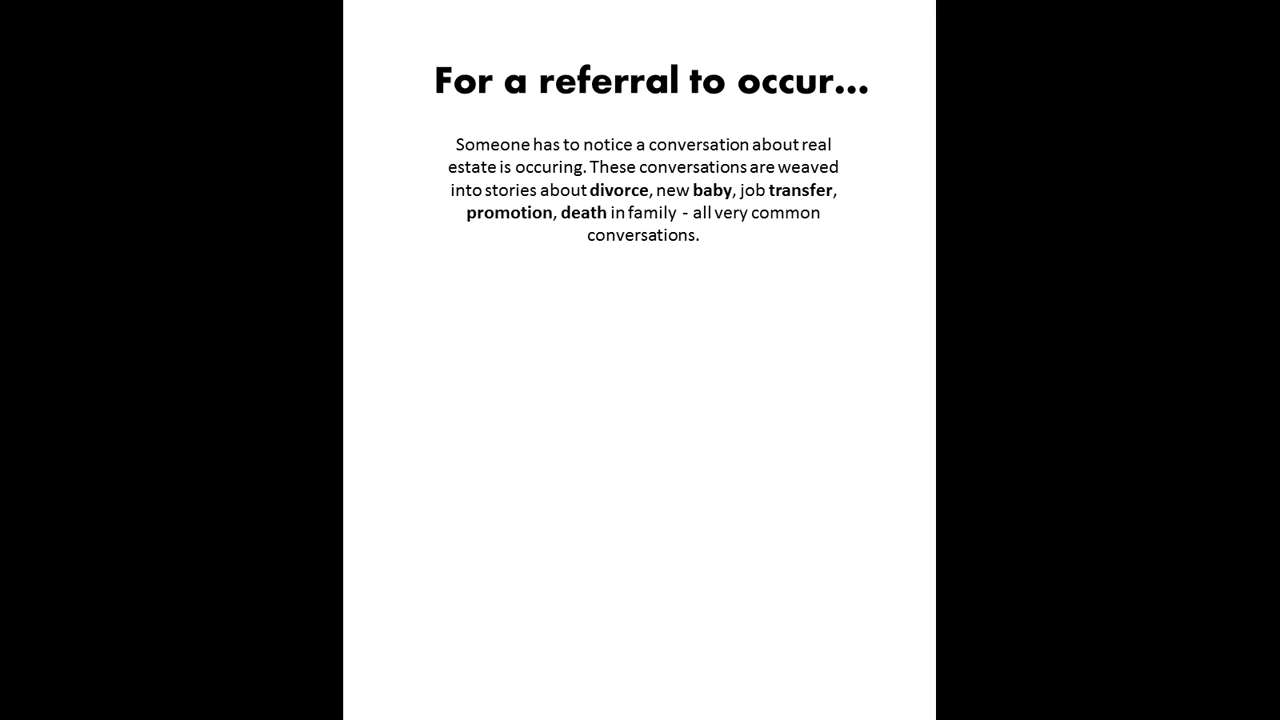 For a referral to occur...
Someone has to notice a conversation about real
estate is occuring. These conversations are weaved
into stories about divorce, new baby, job transfer,
promotion, death in family - all very common
conversations.